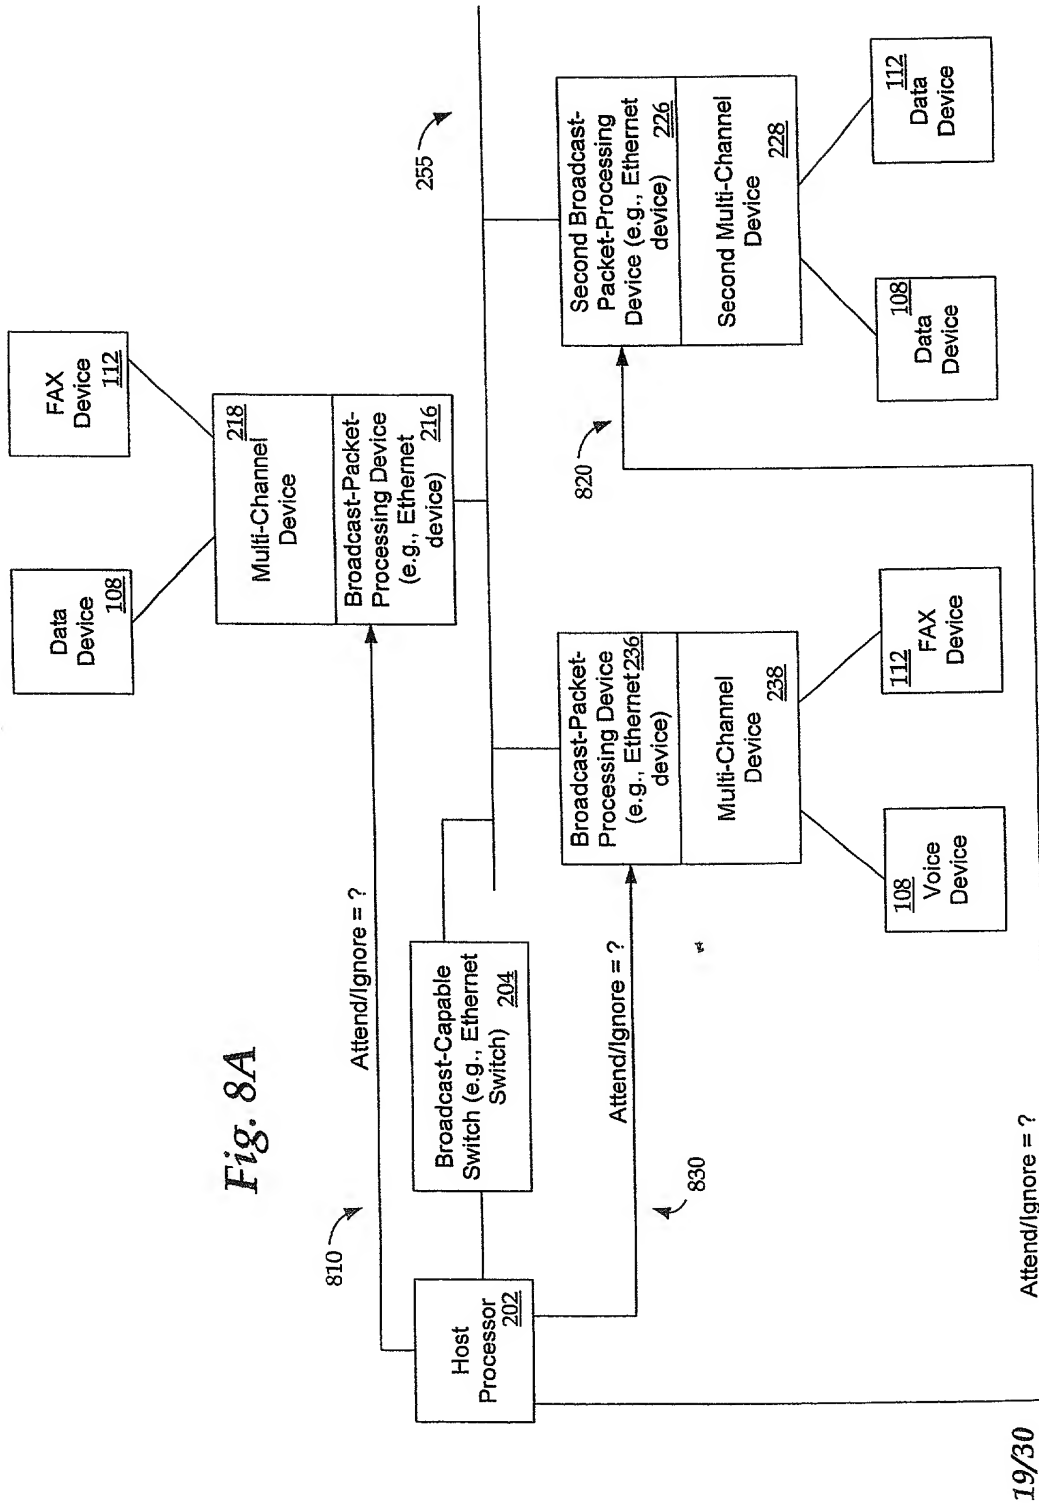 Fig. 8A
Data
Device 108
FAX
Device
112
218
Multi-Channel
Device
Broadcast-Packet-
Processing Device
(e.g., Ethernet 216
device)
255
810
Attend/Ignore = ?
Host
Processor
202
Broadcast-Capable
Switch (e.g., Ethernet
Switch) 204
Attend/Ignore = ?
830
Broadcast-Packet-
Processing Device
(e.g., Ethernet 236
device)
Multi-Channel
Device 238
108
Voice
Device
112
FAX
Device
820
Second Broadcast-
Packet-Processing
Device (e.g., Ethernet
device) 226
Second Multi-Channel
Device 228
108
Data
Device
112
Data
Device
Attend/Ignore = ?
19/30